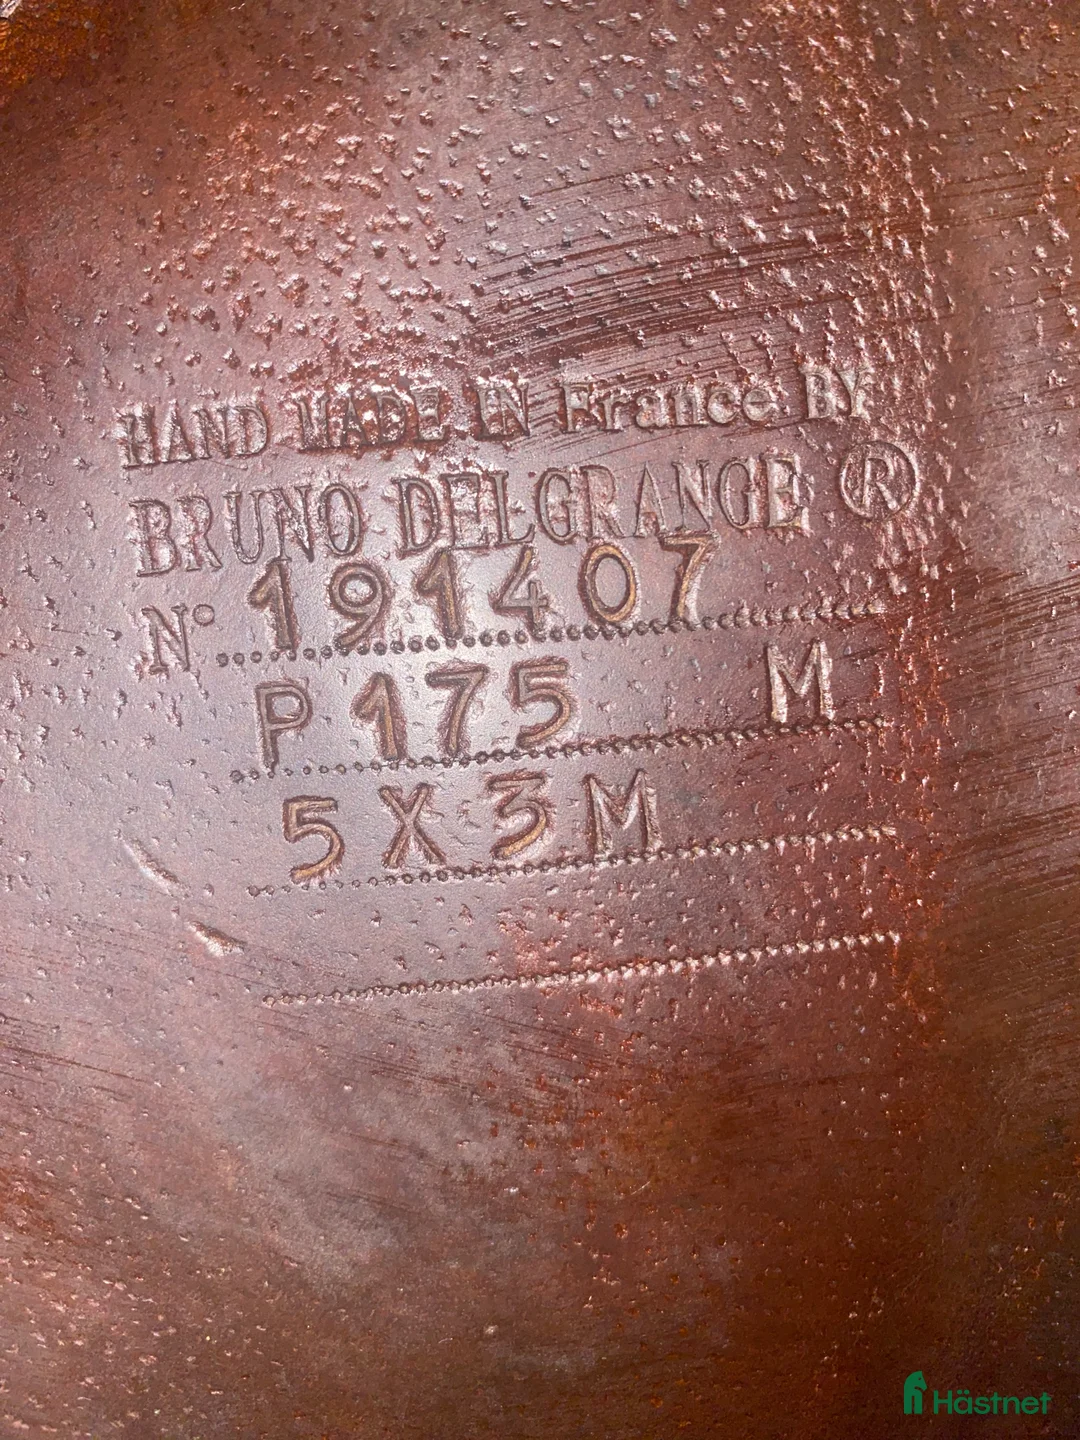 HAND MADE IN France BY
BRUNO DELGRANGE ®
N° 191407
P 175 M
5X3M
Hästnet